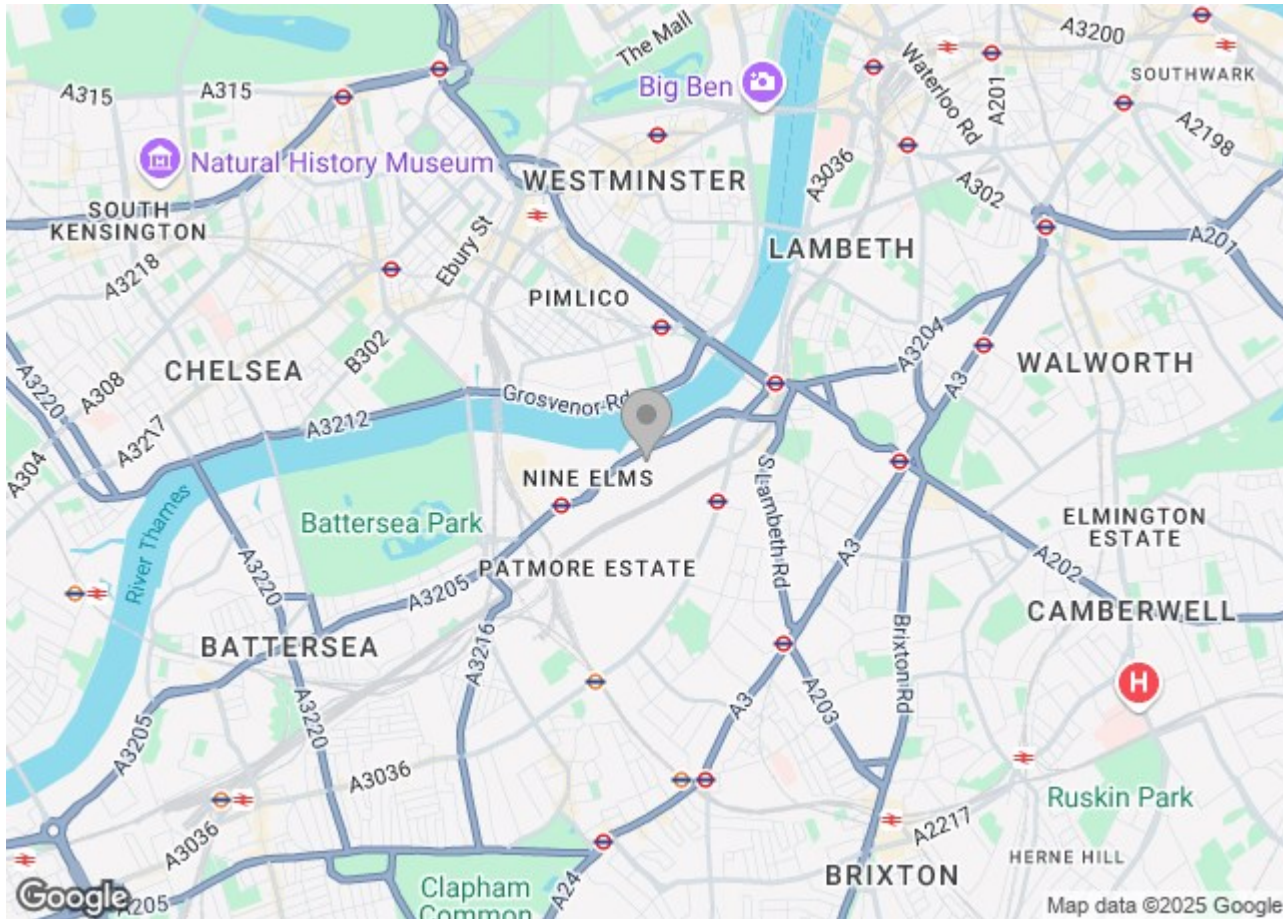 The Mall
A3200
A315
A315
Big Ben
Waterloo Rd
A201
SOUTHWARK
A2198
Natural History Museum
WESTMINSTER
A3036
A302
SOUTH
KENSINGTON
Ebury St
LAMBETH
A201
A3218
PIMLICO
B302
A3204
CHELSEA
A3220
A308
WALWORTH
A3
Grosvenor Rd
A3212
A3217
A304
NINE ELMS
S Lambeth Rd
River Thames
Battersea Park
ELMINGTON
ESTATE
A3220
A3
A202
PATMORE ESTATE
A3205
CAMBERWELL
BATTERSEA
A3216
Brixton Rd
H
A3
A203
A3205
A3220
A3036
Ruskin Park
A2217
A3036
HERNE HILL
BRIXTON
Clapham
Common
A24
Google
A205
Map data ©2025 Google